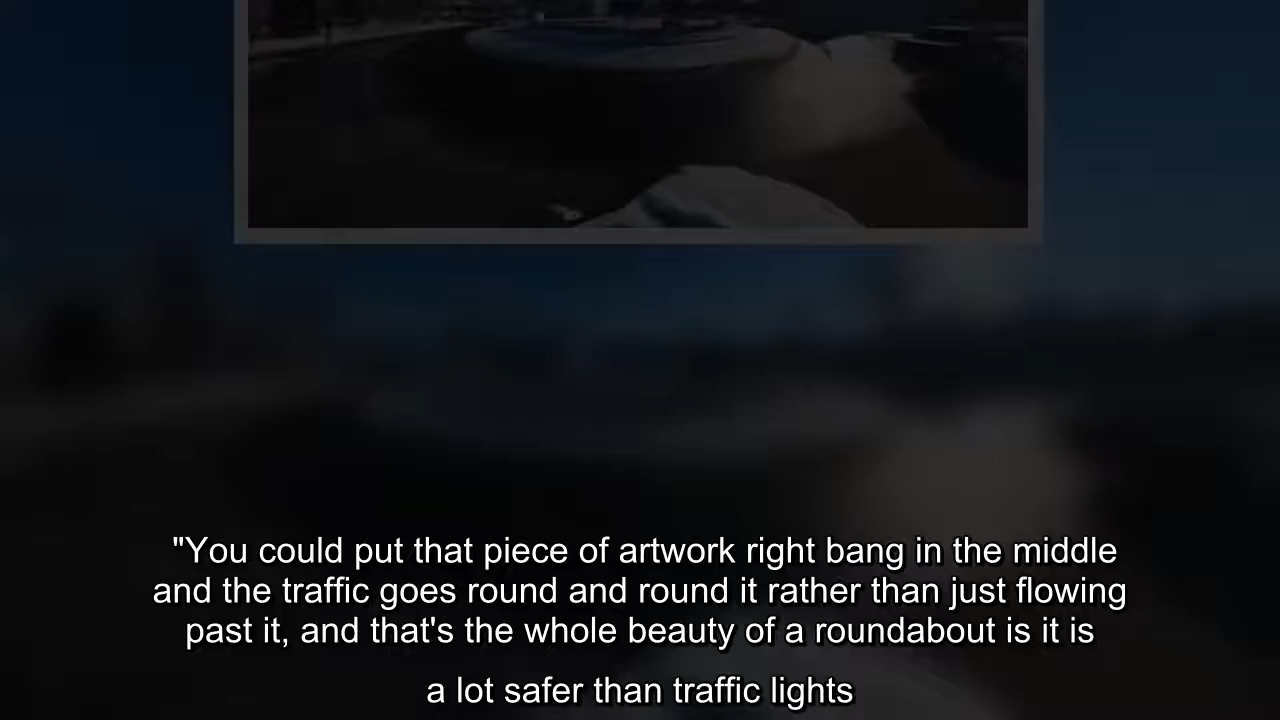 "You could put that piece of artwork right bang in the middle
and the traffic goes round and round it rather than just flowing
past it, and that's the whole beauty of a roundabout is it is
a lot safer than traffic lights